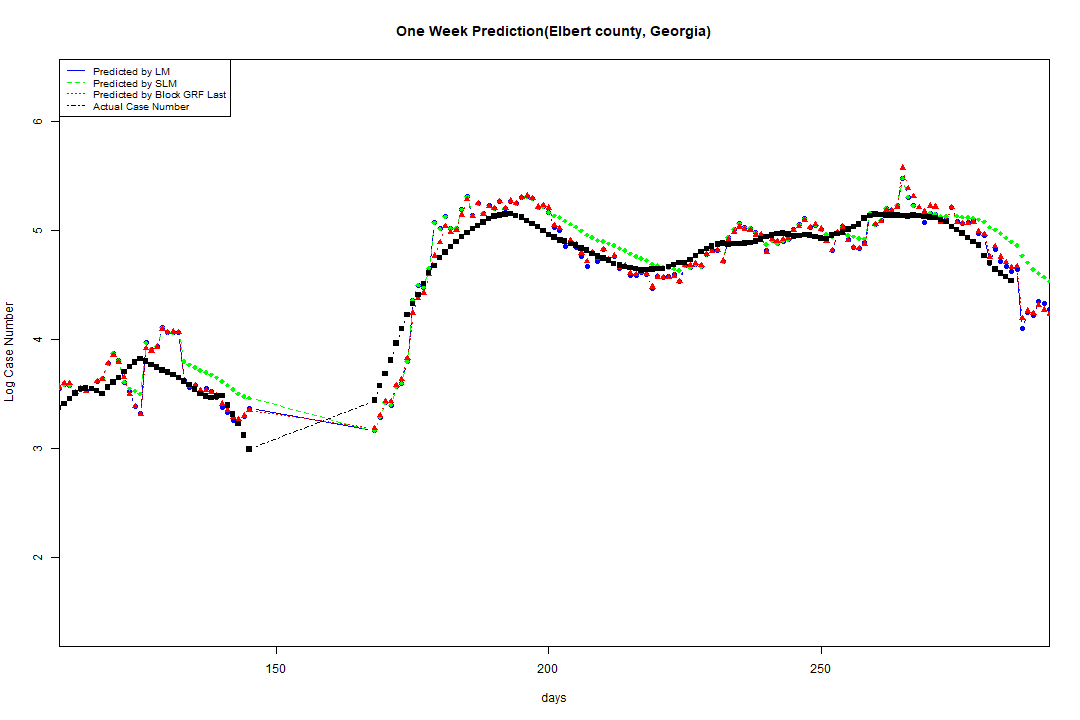 One Week Prediction(Elbert county, Georgia)
Predicted by LM
Predicted by SLM
Predicted by Block GRF Last
Actual Case Number
Log Case Number
6
5
4
3
2
150
200
250
days